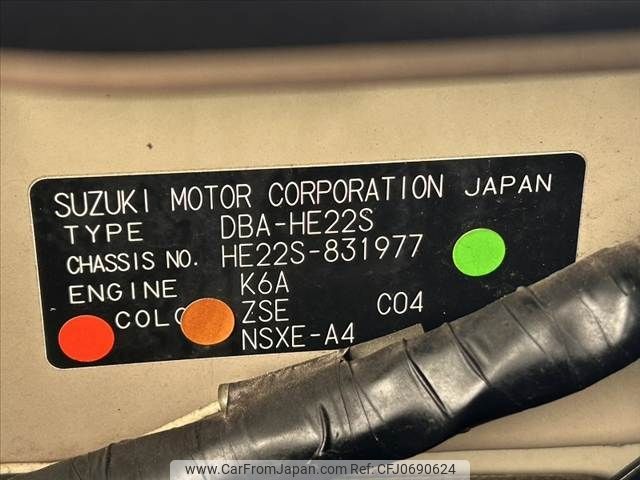 SUZUKI MOTOR CORPORATION JAPAN
TYPE DBA-HE22S
CHASSIS NO. HE22S-831977
ENGINE K6A
COLO ZSE C04
NSXE-A4
www.CarFromJapan.com/ref:CFJ0690624